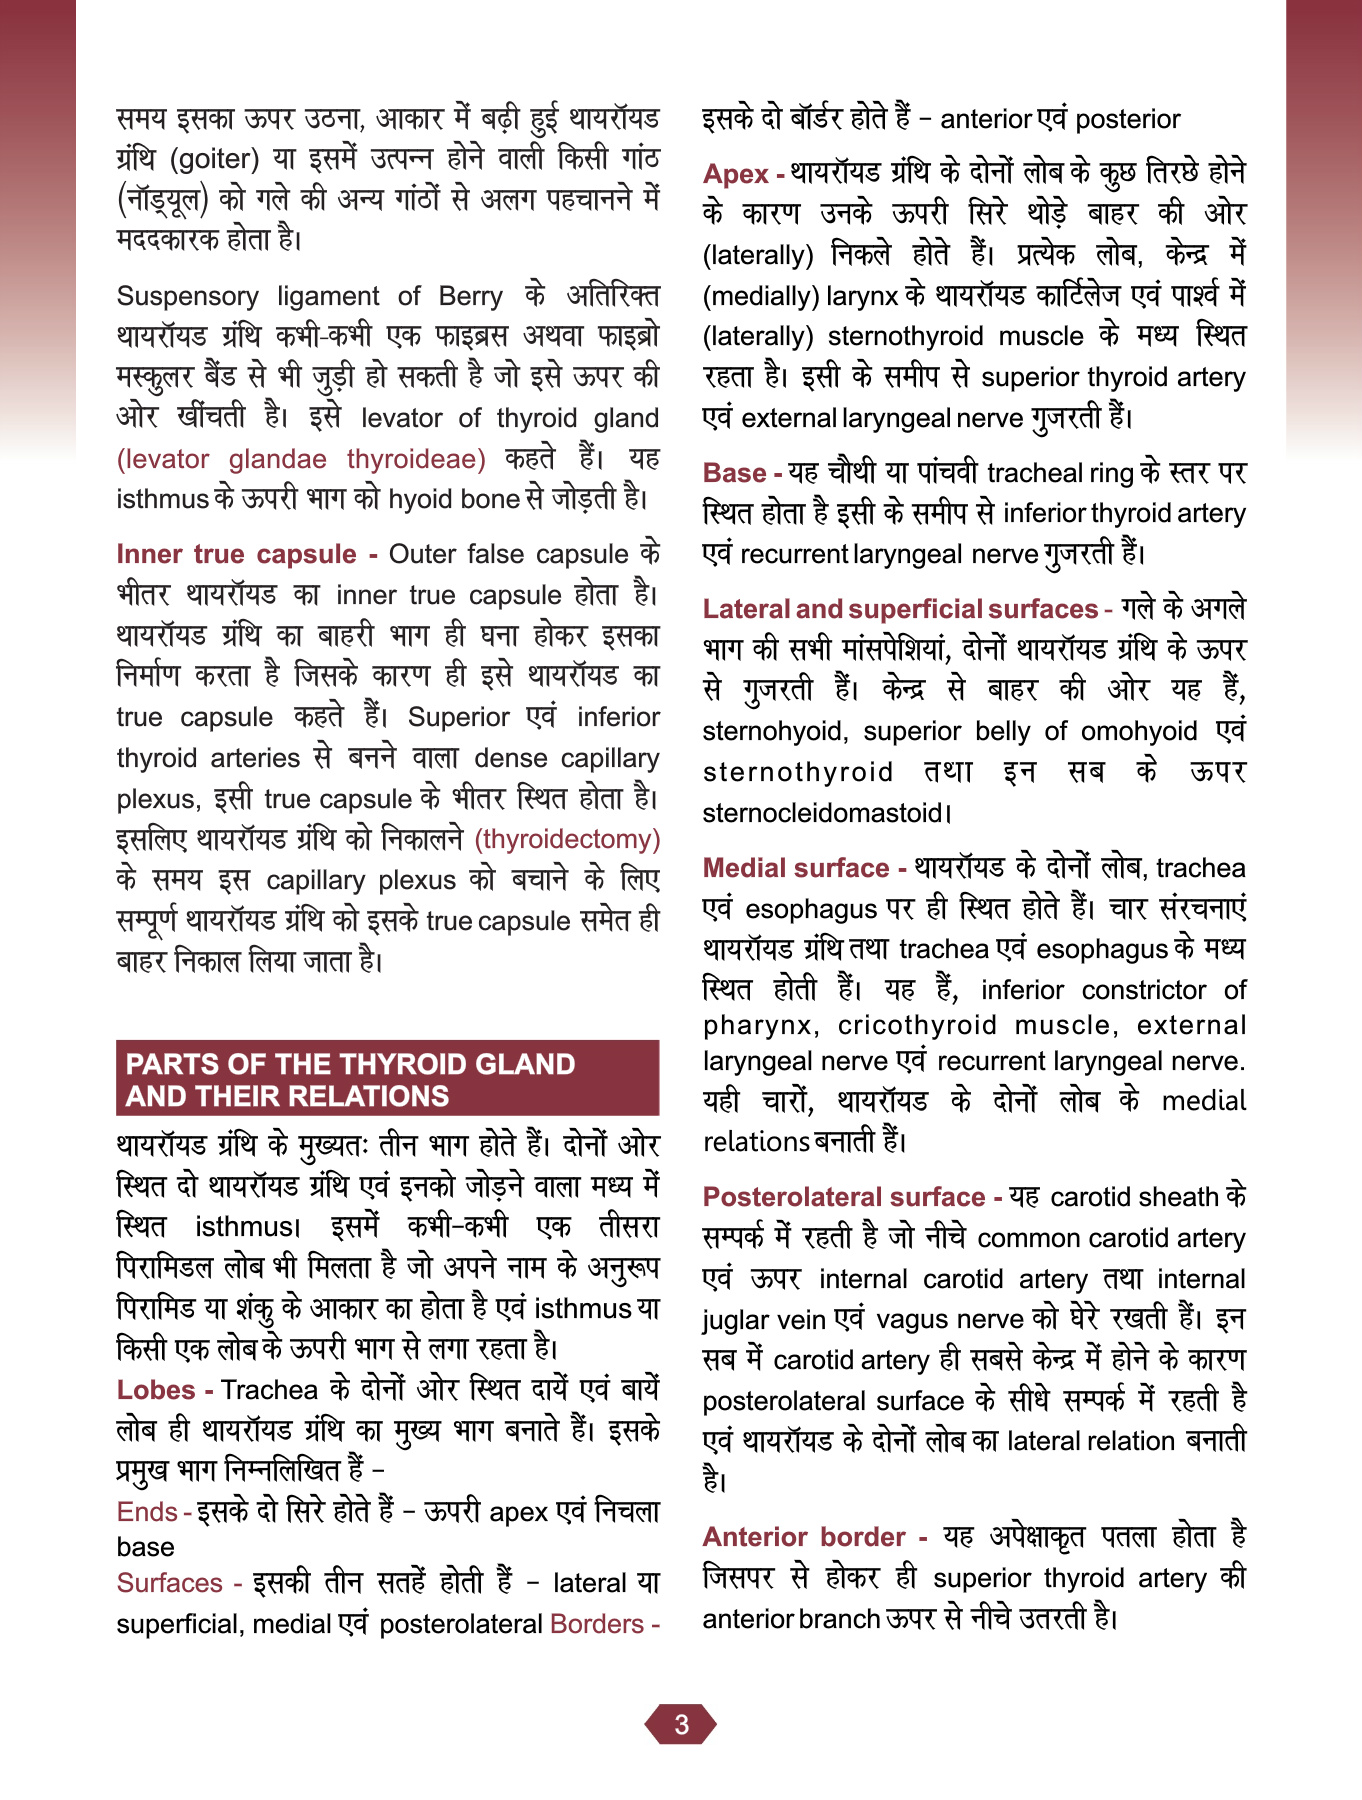 समय इसका ऊपर उठना, आकार में बढ़ी हुई थायरॉयड
ग्रंथि (goiter) या इसमें उत्पन्न होने वाली किसी गांठ
(नॉड्यूल) को गले की अन्य गांठों से अलग पहचानने में
मददकारक होता है।
Suspensory ligament of Berry के अतिरिक्त
थायरॉयड ग्रंथि कभी-कभी एक फाइब्रस अथवा फाइब्रो
मस्कुलर बैंड से भी जुड़ी हो सकती है जो इसे ऊपर की
ओर खींचती है। इसे levator of thyroid gland
(levator glandae thyroideae) कहते हैं। यह
isthmus के ऊपरी भाग को hyoid bone से जोड़ती है।
Inner true capsule - Outer false capsule के
भीतर थायरॉयड का inner true capsule होता है।
थायरॉयड ग्रंथि का बाहरी भाग ही घना होकर इसका
निर्माण करता है जिसके कारण ही इसे थायरॉयड का
true capsule कहते हैं। Superior एवं inferior
thyroid arteries से बनने वाला dense capillary
plexus, इसी true capsule के भीतर स्थित होता है।
इसलिए थायरॉयड ग्रंथि को निकालने (thyroidectomy)
के समय इस capillary plexus को बचाने के लिए
सम्पूर्ण थायरॉयड ग्रंथि को इसके true capsule समेत ही
बाहर निकाल लिया जाता है।
PARTS OF THE THYROID GLAND
AND THEIR RELATIONS
थायरॉयड ग्रंथि के मुख्यतः तीन भाग होते हैं। दोनों ओर
स्थित दो थायरॉयड ग्रंथि एवं इनको जोड़ने वाला मध्य में
स्थित isthmus। इसमें कभी-कभी एक तीसरा
पिरामिडल लोब भी मिलता है जो अपने नाम के अनुरूप
पिरामिड या शंकु के आकार का होता है एवं isthmus या
किसी एक लोब के ऊपरी भाग से लगा रहता है।
Lobes - Trachea के दोनों ओर स्थित दायें एवं बायें
लोब ही थायरॉयड ग्रंथि का मुख्य भाग बनाते हैं। इसके
प्रमुख भाग निम्नलिखित हैं –
Ends - इसके दो सिरे होते हैं – ऊपरी apex एवं निचला
base
Surfaces - इसकी तीन सतहें होती हैं – lateral या
superficial, medial एवं posterolateral Borders -
इसके दो बॉर्डर होते हैं – anterior एवं posterior
Apex - थायरॉयड ग्रंथि के दोनों लोब के कुछ तिरछे होने
के कारण उनके ऊपरी सिरे थोड़े बाहर की ओर
(laterally) निकले होते हैं। प्रत्येक लोब, केन्द्र में
(medially) larynx के थायरॉयड कार्टिलेज एवं पार्श्व में
(laterally) sternothyroid muscle के मध्य स्थित
रहता है। इसी के समीप से superior thyroid artery
एवं external laryngeal nerve गुजरती हैं।
Base - यह चौथी या पांचवी tracheal ring के स्तर पर
स्थित होता है इसी के समीप से inferior thyroid artery
एवं recurrent laryngeal nerve गुजरती हैं।
Lateral and superficial surfaces - गले के अगले
भाग की सभी मांसपेशियां, दोनों थायरॉयड ग्रंथि के ऊपर
से गुजरती हैं। केन्द्र से बाहर की ओर यह हैं,
sternohyoid, superior belly of omohyoid एवं
sternothyroid तथा इन सब के ऊपर
sternocleidomastoid।
Medial surface - थायरॉयड के दोनों लोब, trachea
एवं esophagus पर ही स्थित होते हैं। चार संरचनाएं
थायरॉयड ग्रंथि तथा trachea एवं esophagus के मध्य
स्थित होती हैं। यह हैं, inferior constrictor of
pharynx, cricothyroid muscle, external
laryngeal nerve एवं recurrent laryngeal nerve.
यही चारों, थायरॉयड के दोनों लोब के medial
relations बनाती हैं।
Posterolateral surface - यह carotid sheath के
सम्पर्क में रहती है जो नीचे common carotid artery
एवं ऊपर internal carotid artery तथा internal
juglar vein एवं vagus nerve को घेरे रखती हैं। इन
सब में carotid artery ही सबसे केन्द्र में होने के कारण
posterolateral surface के सीधे सम्पर्क में रहती है
एवं थायरॉयड के दोनों लोब का lateral relation बनाती
है।
Anterior border - यह अपेक्षाकृत पतला होता है
जिसपर से होकर ही superior thyroid artery की
anterior branch ऊपर से नीचे उतरती है।
3